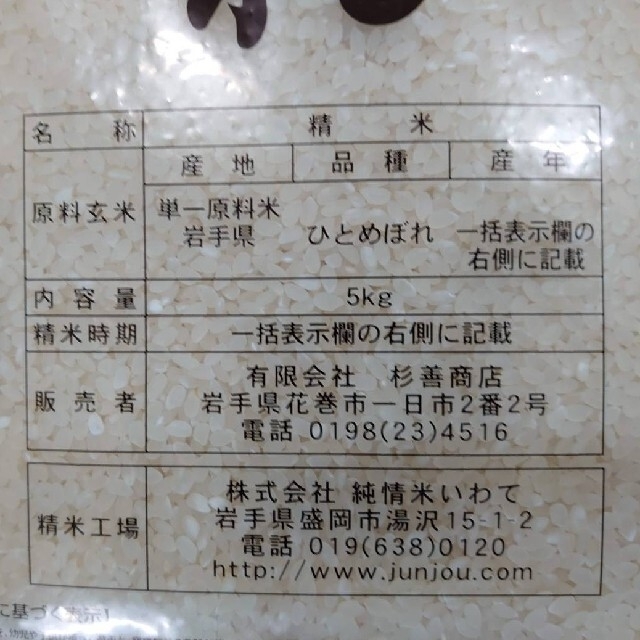 名称 精米
産地 品種 産年
原料玄米 単一原料米
岩手県 ひとめぼれ 一括表示欄の
右側に記載
内容量 5kg
精米時期 一括表示欄の右側に記載
有限会社 杉善商店
販売者 岩手県花巻市一日市2番2号
電話 0198(23)4516
株式会社 純情米いわて
岩手県盛岡市湯沢15-1-2
精米工場 電話 019(638)0120
http://www.junjou.com
に基づく表示】